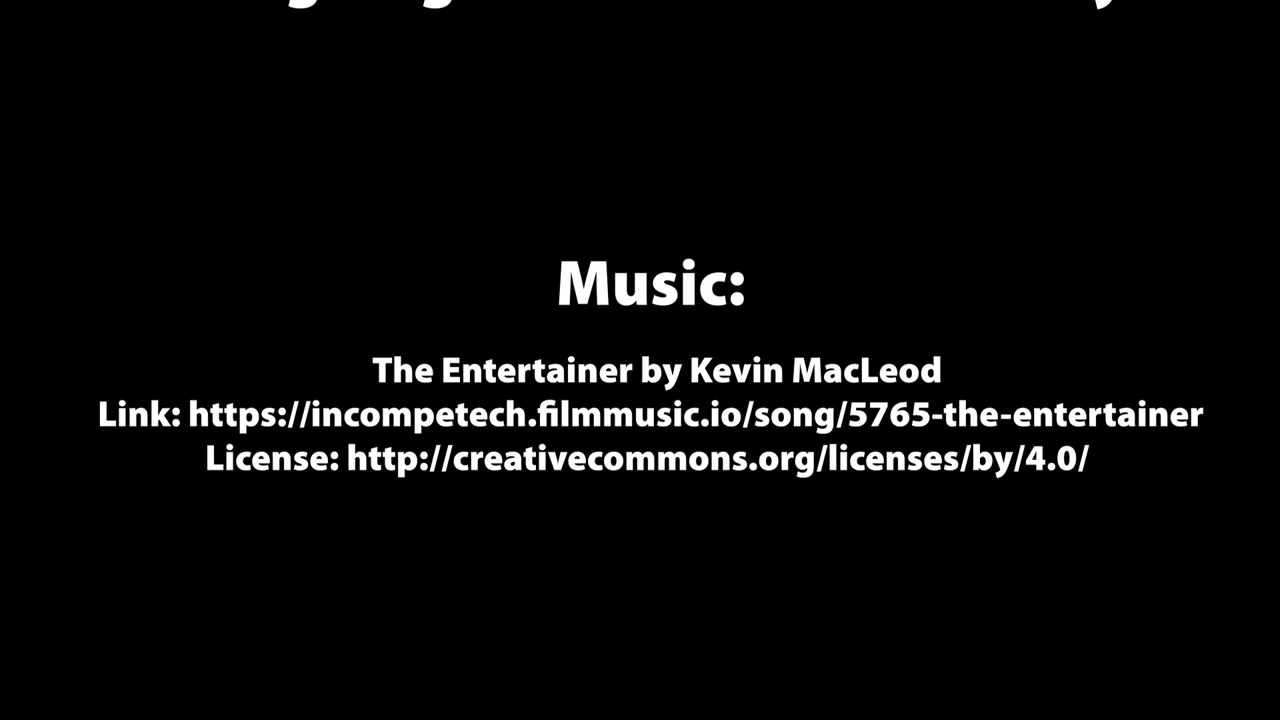 Music:
The Entertainer by Kevin MacLeod
Link: https://incompetech.filmmusic.io/song/5765-the-entertainer
License: http://creativecommons.org/licenses/by/4.0/